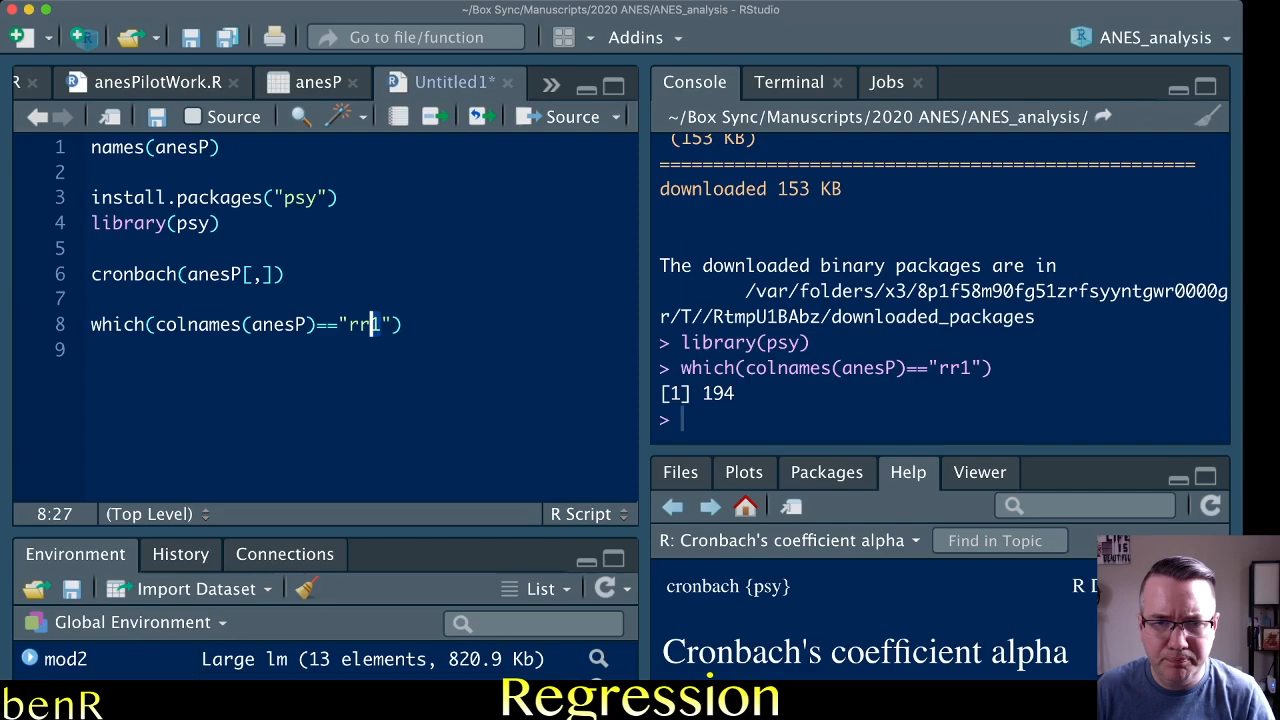 ~/Box Sync/Manuscripts/2020 ANES/ANES_analysis - RStudio
Go to file/function
Addins
ANES_analysis
R
anesPilotWork.R
anesP
Untitled1*
Source
Source
1 names(anesP)
2
3 install.packages("psy")
4 library(psy)
5
6 cronbach(anesP[,])
7
8 which(colnames(anesP)=="rr1")
9
8:27
(Top Level)
R Script
Environment
History
Connections
Import Dataset
List
Global Environment
mod2
Large lm (13 elements, 820.9 Kb)
Console
Terminal
Jobs
~/Box Sync/Manuscripts/2020 ANES/ANES_analysis/
(153 KB)
==================================================
downloaded 153 KB
The downloaded binary packages are in
/var/folders/x3/8p1f58m90fg51zrfsyyntgwr0000g
r/T//RtmpU1BAbz/downloaded_packages
> library(psy)
> which(colnames(anesP)=="rr1")
[1] 194
>
Files
Plots
Packages
Help
Viewer
R: Cronbach's coefficient alpha
Find in Topic
cronbach {psy}
R D
Cronbach's coefficient alpha
LIFE IS
BEAUTIFUL
benR
Regression